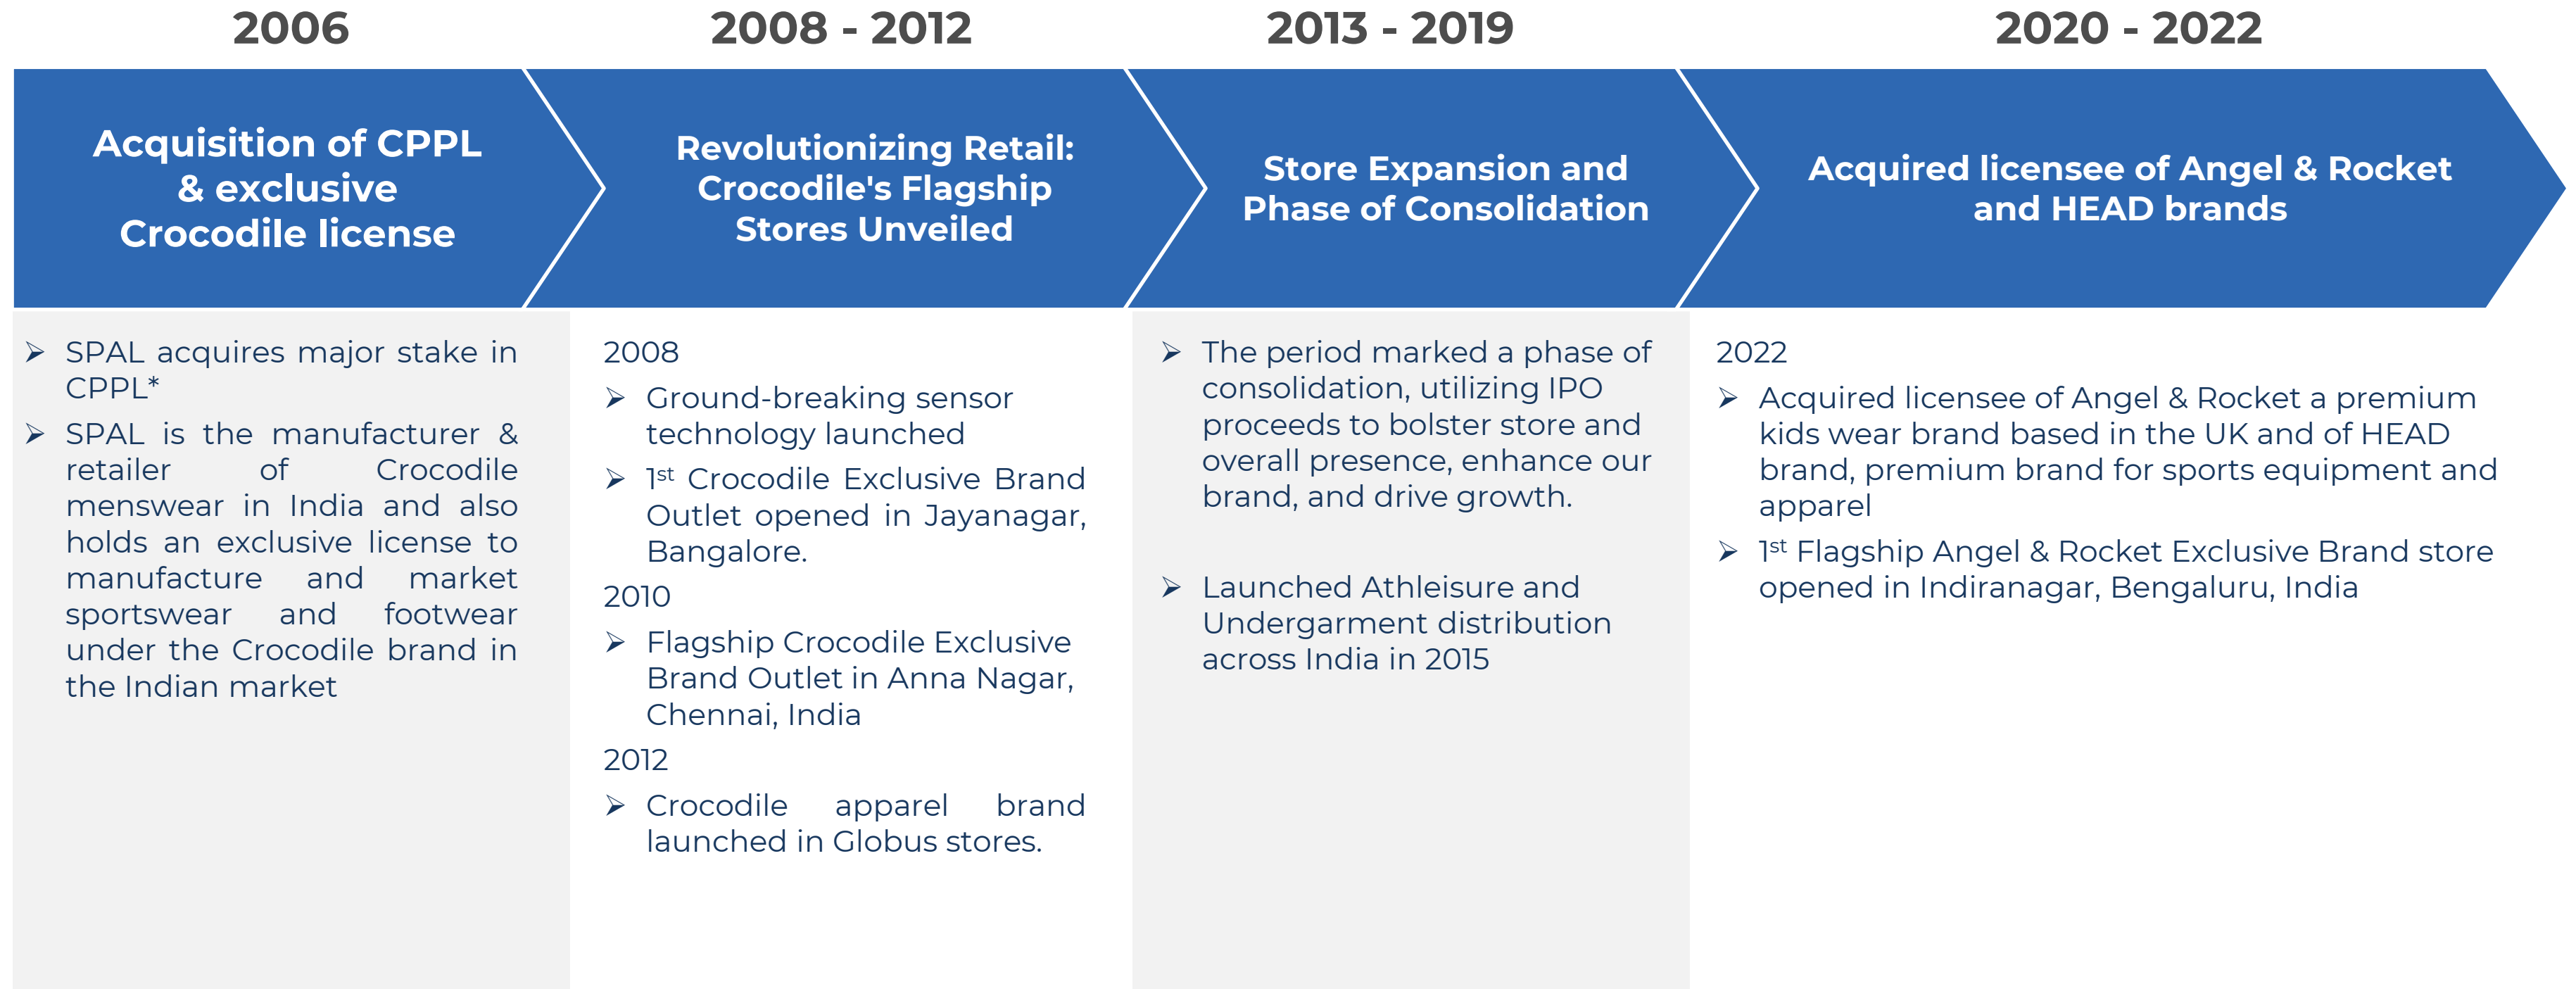 2006
Acquisition of CPPL
& exclusive
Crocodile license
➢ SPAL acquires major stake in
CPPL*
➢ SPAL is the manufacturer &
retailer of Crocodile
menswear in India and also
holds an exclusive license to
manufacture and market
sportswear and footwear
under the Crocodile brand in
the Indian market
2008 - 2012
Revolutionizing Retail:
Crocodile's Flagship
Stores Unveiled
2008
➢ Ground-breaking sensor
technology launched
➢ 1st Crocodile Exclusive Brand
Outlet opened in Jayanagar,
Bangalore.
2010
➢ Flagship Crocodile Exclusive
Brand Outlet in Anna Nagar,
Chennai, India
2012
➢ Crocodile apparel brand
launched in Globus stores.
2013 - 2019
Store Expansion and
Phase of Consolidation
➢ The period marked a phase of
consolidation, utilizing IPO
proceeds to bolster store and
overall presence, enhance our
brand, and drive growth.
➢ Launched Athleisure and
Undergarment distribution
across India in 2015
2020 - 2022
Acquired licensee of Angel & Rocket
and HEAD brands
2022
➢ Acquired licensee of Angel & Rocket a premium
kids wear brand based in the UK and of HEAD
brand, premium brand for sports equipment and
apparel
➢ 1st Flagship Angel & Rocket Exclusive Brand store
opened in Indiranagar, Bengaluru, India